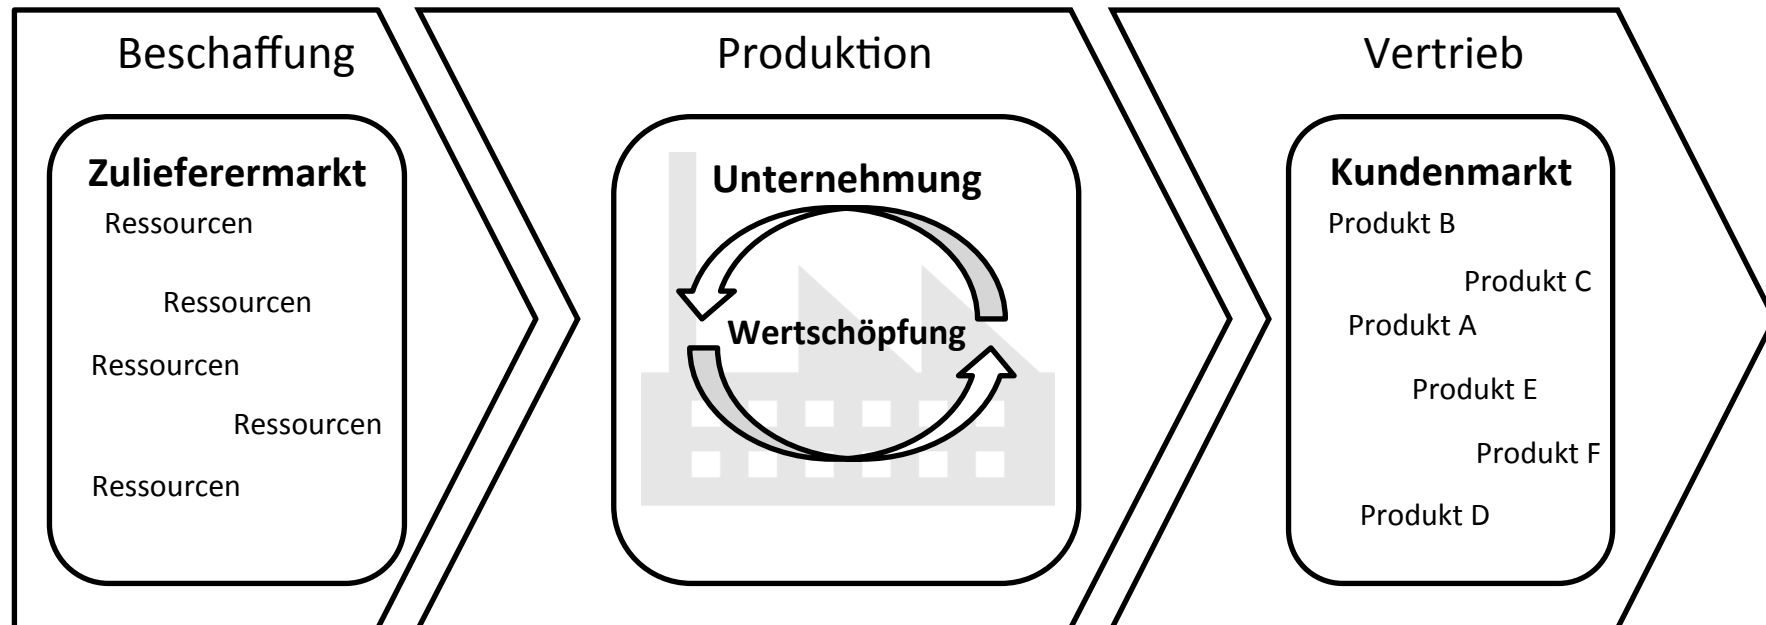 Beschaffung
Zulieferermarkt
Ressourcen
Ressourcen
Ressourcen
Ressourcen
Ressourcen
Produktion
Unternehmung
Wertschöpfung
Vertrieb
Kundenmarkt
Produkt B
Produkt C
Produkt A
Produkt E
Produkt F
Produkt D